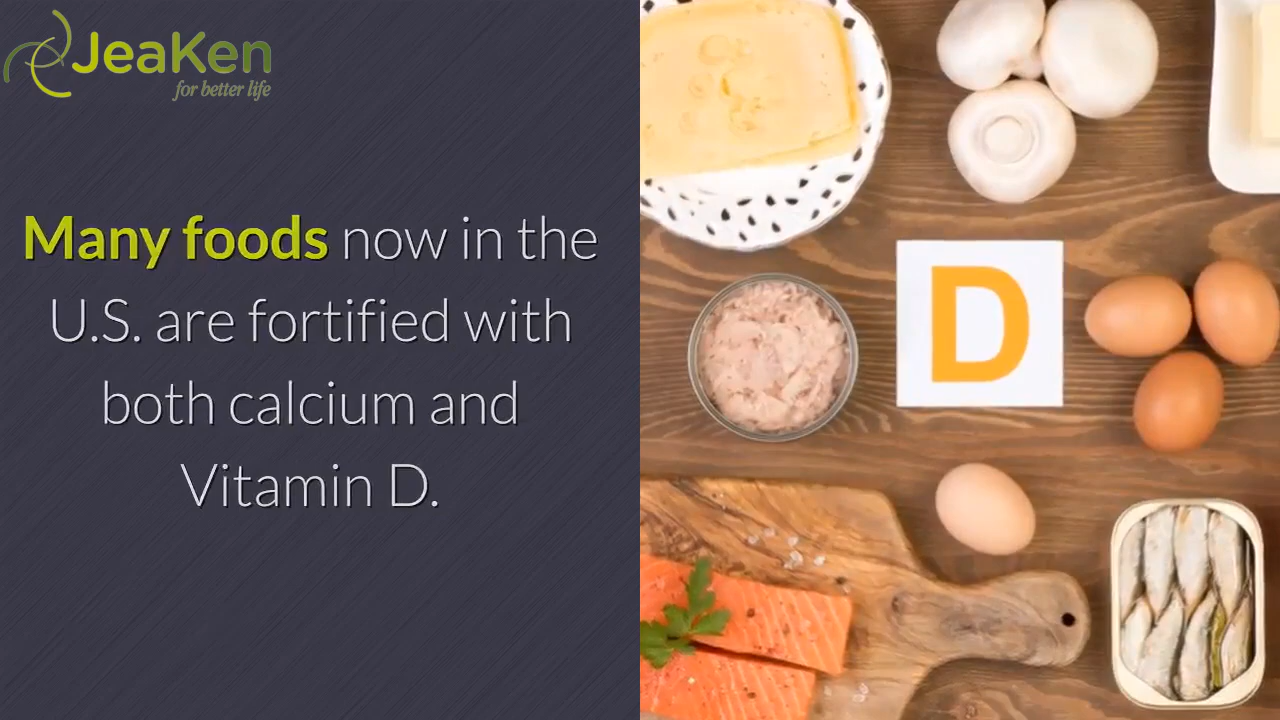 JeaKen
for better life
Many foods now in the
U.S. are fortified with
both calcium and
Vitamin D.
D